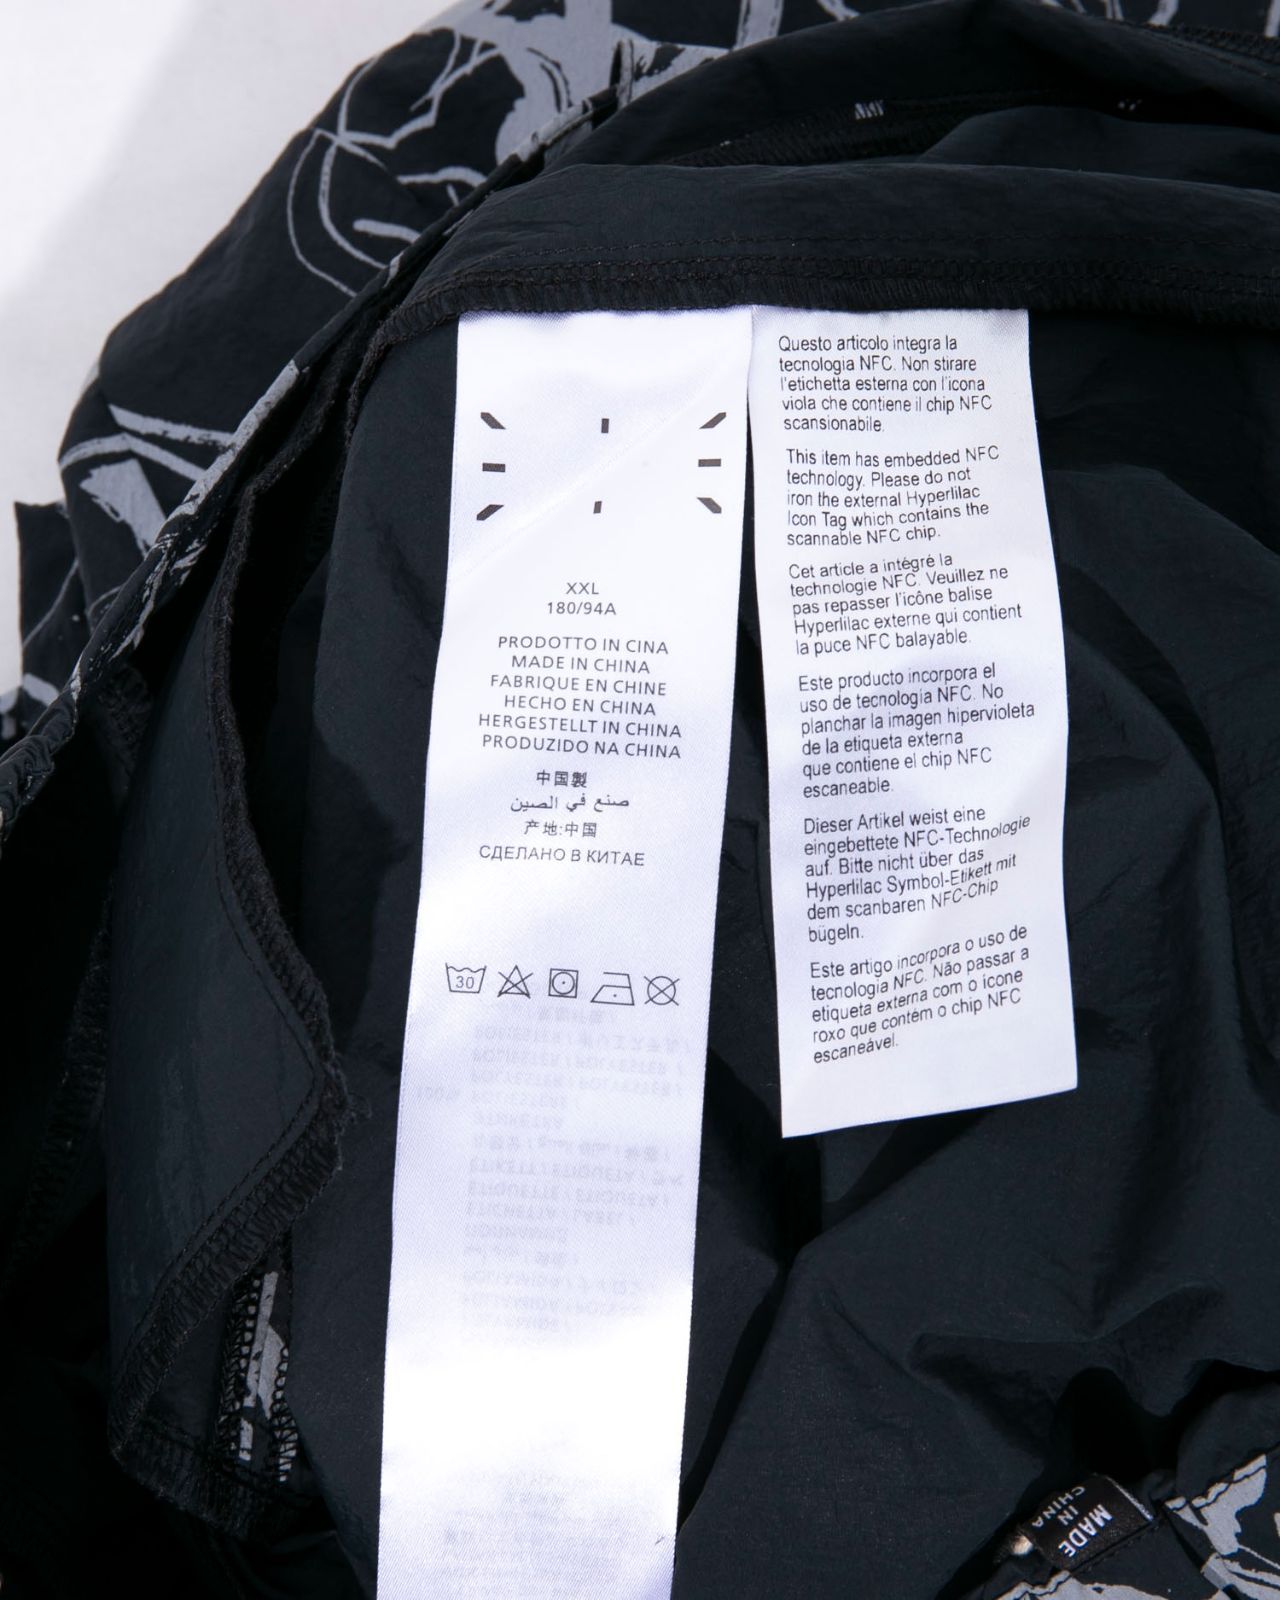 XXL
180/94A
PRODOTTO IN CINA
MADE IN CHINA
FABRIQUE EN CHINE
HECHO EN CHINA
HERGESTELLT IN CHINA
PRODUZIDO NA CHINA
中国製
صنع في الصين
产地:中国
СДЕЛАНО В КИТАЕ
30
Questo articolo integra la
tecnologia NFC. Non stirare
l'etichetta esterna con l'icona
viola che contiene il chip NFC
scansionabile.
This item has embedded NFC
technology. Please do not
iron the external Hyperlilac
Icon Tag which contains the
scannable NFC chip.
Cet article a intégré la
technologie NFC. Veuillez ne
pas repasser l'icône balise
Hyperlilac externe qui contient
la puce NFC balayable.
Este producto incorpora el
uso de tecnología NFC. No
planchar la imagen hipervioleta
de la etiqueta externa
que contiene el chip NFC
escaneable.
Dieser Artikel weist eine
eingebettete NFC-Technologie
auf. Bitte nicht über das
Hyperlilac Symbol-Etikett mit
dem scanbaren NFC-Chip
bügeln.
Este artigo incorpora o uso de
tecnologia NFC. Não passar a
etiqueta externa com o ícone
roxo que contém o chip NFC
escaneável.
MADE
IN
CHINA